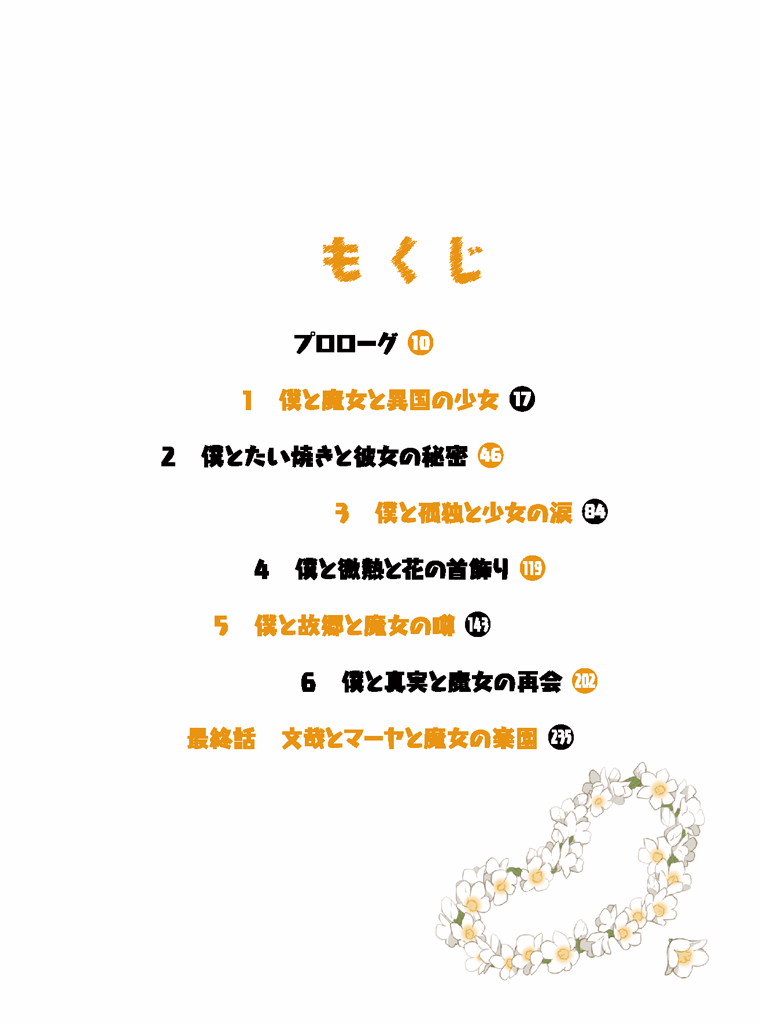 もくじ
プロローグ 10
1 僕と魔女と異国の少女 17
2 僕とたい焼きと彼女の秘密 46
3 僕と孤独と少女の涙 84
4 僕と微熱と花の首飾り 119
5 僕と故郷と魔女の噂 143
6 僕と真実と魔女の再会 202
最終話 文哉とマーヤと魔女の楽園 235